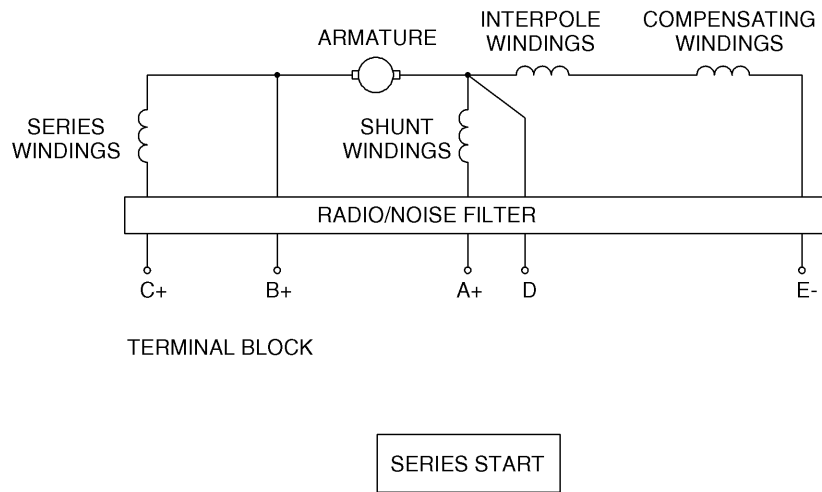 ARMATURE
INTERPOLE
WINDINGS
COMPENSATING
WINDINGS
SERIES
WINDINGS
SHUNT
WINDINGS
RADIO/NOISE FILTER
C+
B+
A+
D
E-
TERMINAL BLOCK
SERIES START